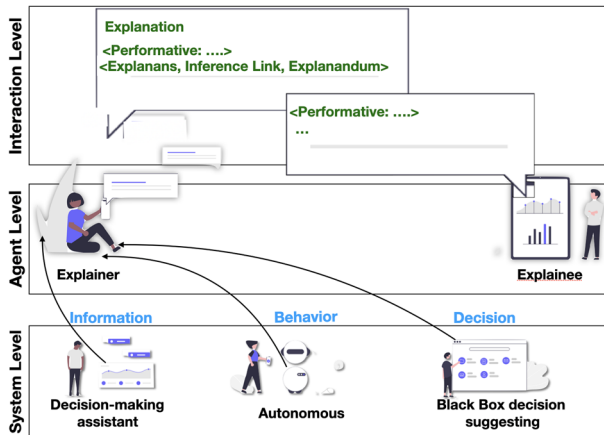 Interaction Level
Explanation
<Performative: ....>
<Explanans, Inference Link, Explanandum>
<Performative: ....>
...
Agent Level
Explainer
Explainee
System Level
Information
Behavior
Decision
Decision-making
assistant
Autonomous
Black Box decision
suggesting